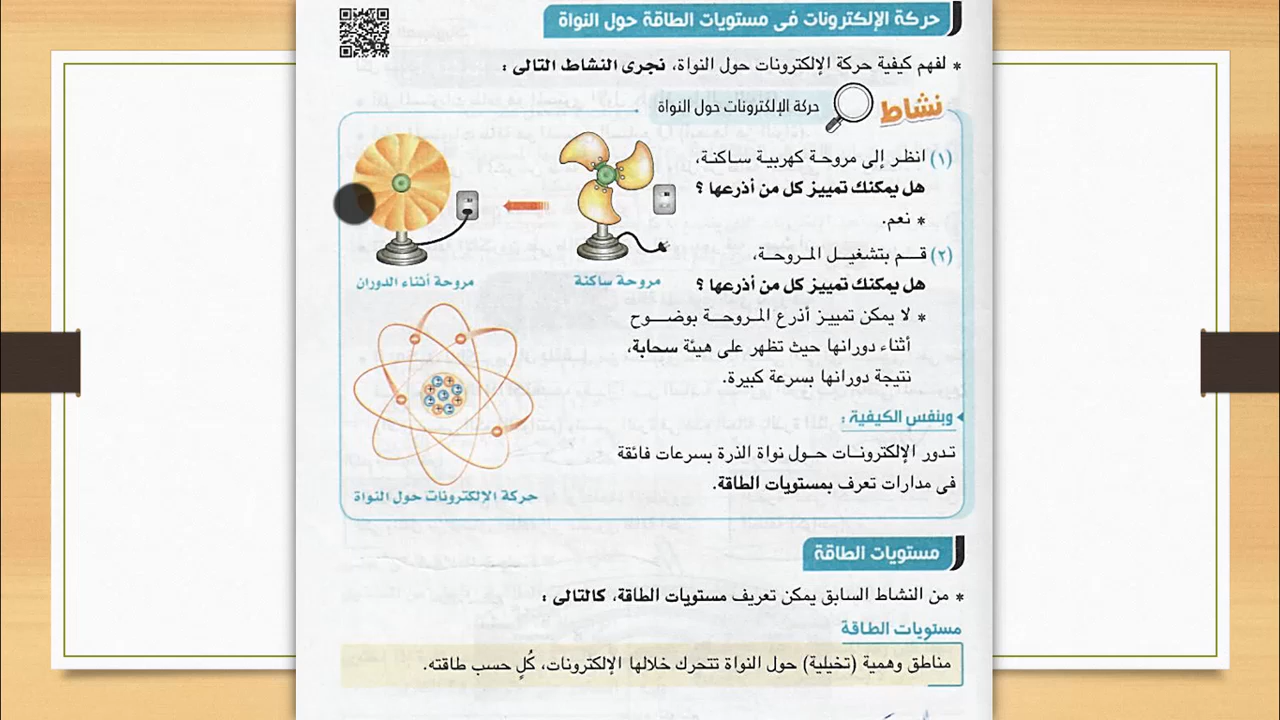 حركة الإلكترونات فى مستويات الطاقة حول النواة
* لفهم كيفية حركة الإلكترونات حول النواة، نجرى النشاط التالى :
نشاط
حركة الإلكترونات حول النواة
(١) انظر إلى مروحة كهربية ساكنة،
هل يمكنك تمييز كل من أذرعها ؟
* نعم.
(٢) قم بتشغيل المروحة،
هل يمكنك تمييز كل من أذرعها ؟
* لا يمكن تمييز أذرع المروحة بوضوح
أثناء دورانها حيث تظهر على هيئة سحابة،
نتيجة دورانها بسرعة كبيرة.
مروحة ساكنة
مروحة أثناء الدوران
وبنفس الكيفية :
تدور الإلكترونات حول نواة الذرة بسرعات فائقة
فى مدارات تعرف بمستويات الطاقة.
حركة الإلكترونات حول النواة
مستويات الطاقة
* من النشاط السابق يمكن تعريف مستويات الطاقة، كالتالى :
مستويات الطاقة
مناطق وهمية (تخيلية) حول النواة تتحرك خلالها الإلكترونات، كُلٍ حسب طاقته.